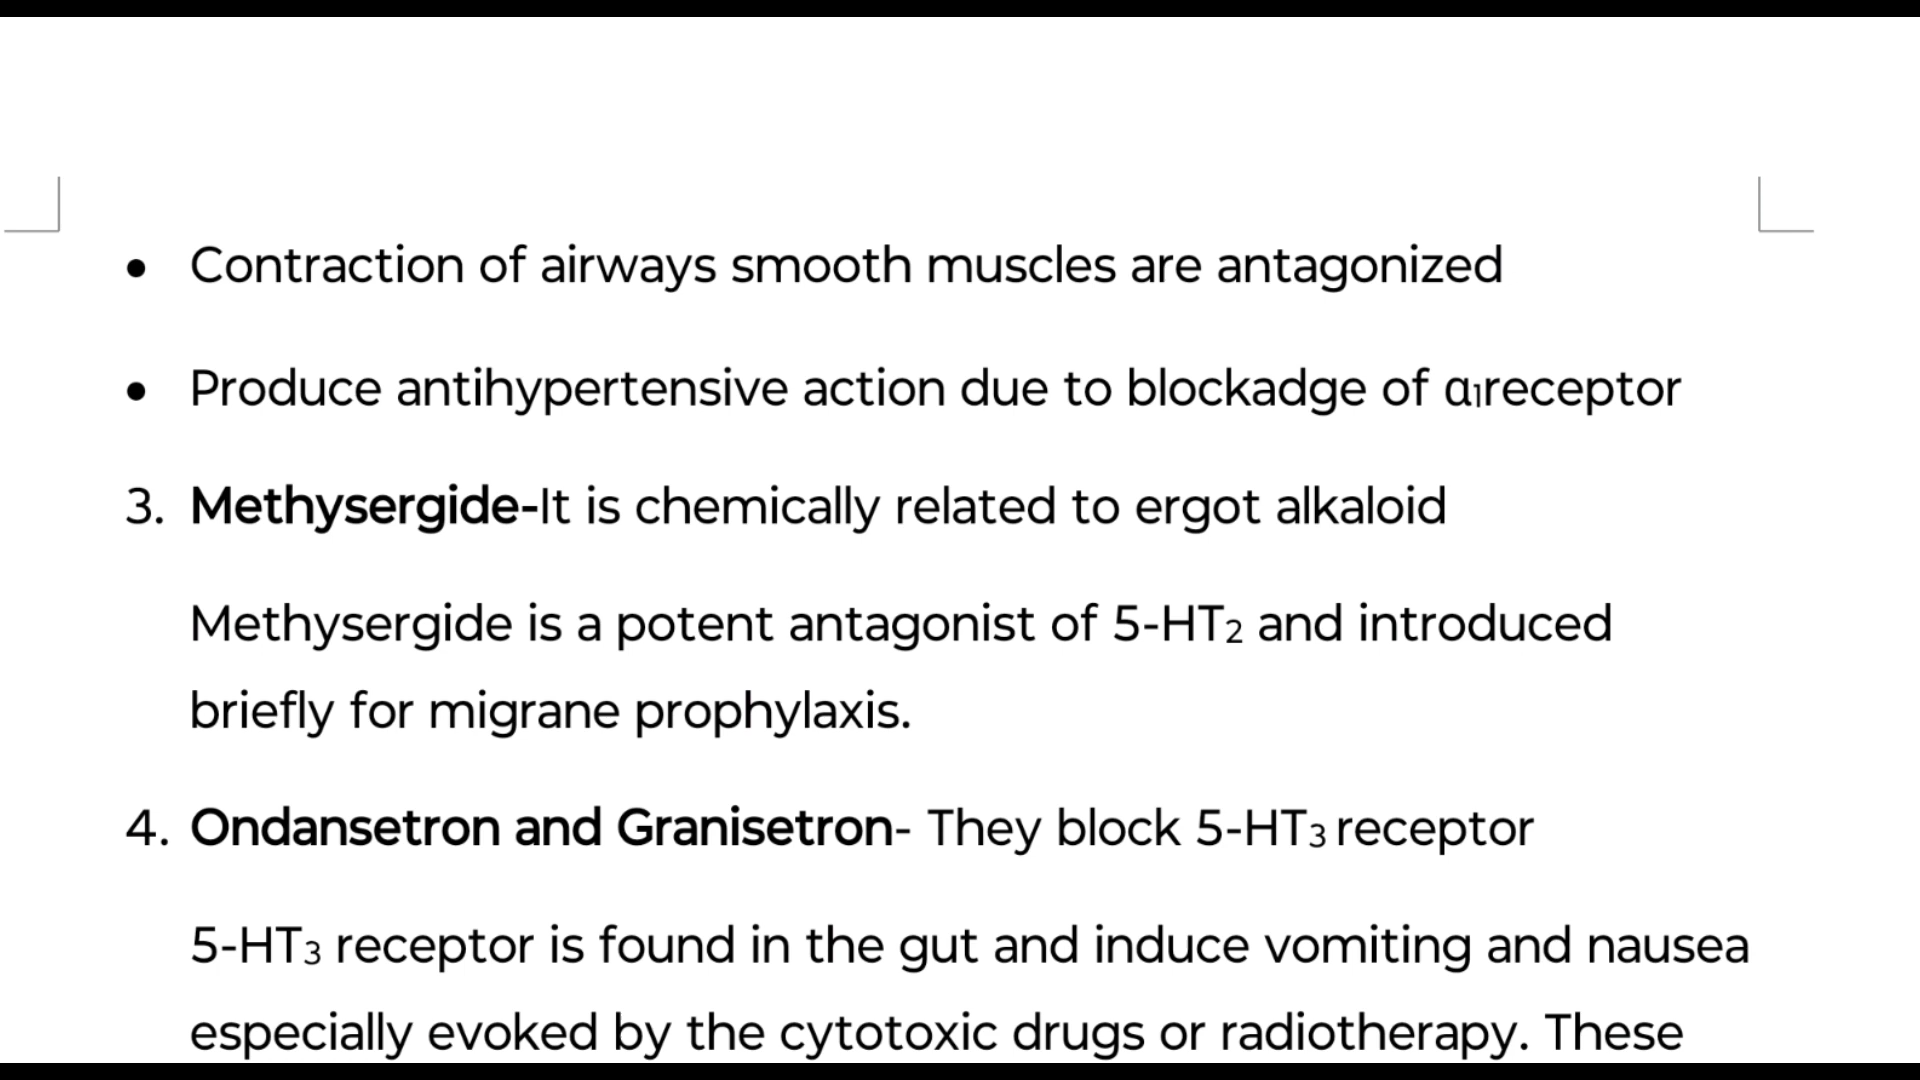 • Contraction of airways smooth muscles are antagonized
• Produce antihypertensive action due to blockadge of α₁receptor
3. Methysergide-It is chemically related to ergot alkaloid
Methysergide is a potent antagonist of 5-HT₂ and introduced
briefly for migrane prophylaxis.
4. Ondansetron and Granisetron- They block 5-HT₃ receptor
5-HT₃ receptor is found in the gut and induce vomiting and nausea
especially evoked by the cytotoxic drugs or radiotherapy. These